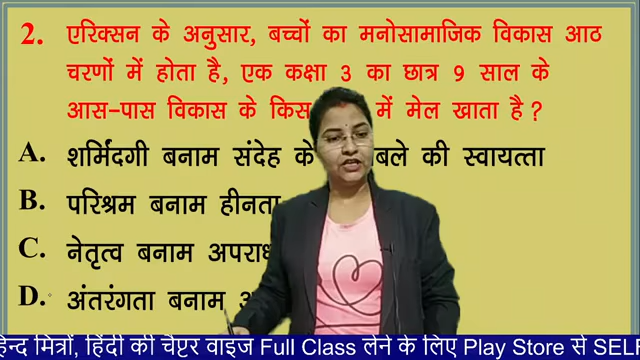 2. एरिक्सन के अनुसार, बच्चों का मनोसामाजिक विकास आठ
चरणों में होता है, एक कक्षा 3 का छात्र 9 साल के
आस-पास विकास के किस में मेल खाता है ?
A. शर्मिंदगी बनाम संदेह के बले की स्वायत्ता
B. परिश्रम बनाम हीनता
C. नेतृत्व बनाम अपराध
D. अंतरंगता बनाम
हिन्द मित्रों, हिंदी की चैप्टर वाइज Full Class लेने के लिए Play Store से SEL